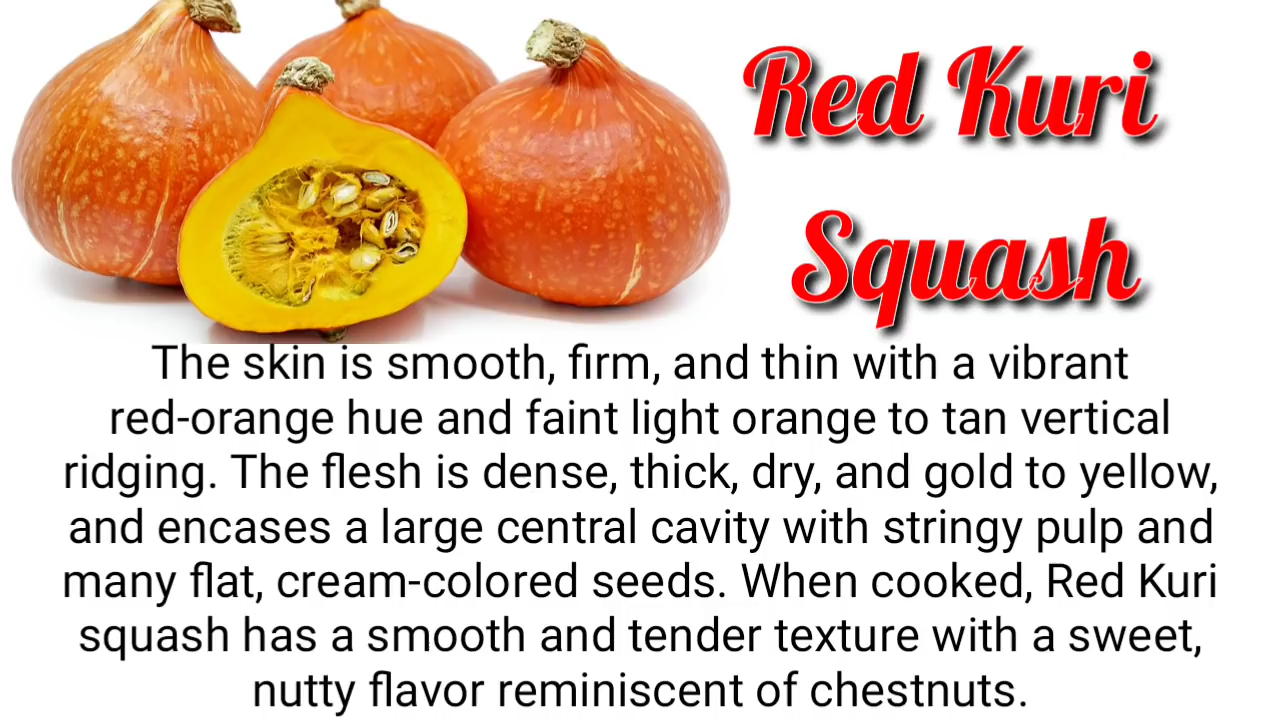 Red Kuri
Squash
The skin is smooth, firm, and thin with a vibrant
red-orange hue and faint light orange to tan vertical
ridging. The flesh is dense, thick, dry, and gold to yellow,
and encases a large central cavity with stringy pulp and
many flat, cream-colored seeds. When cooked, Red Kuri
squash has a smooth and tender texture with a sweet,
nutty flavor reminiscent of chestnuts.